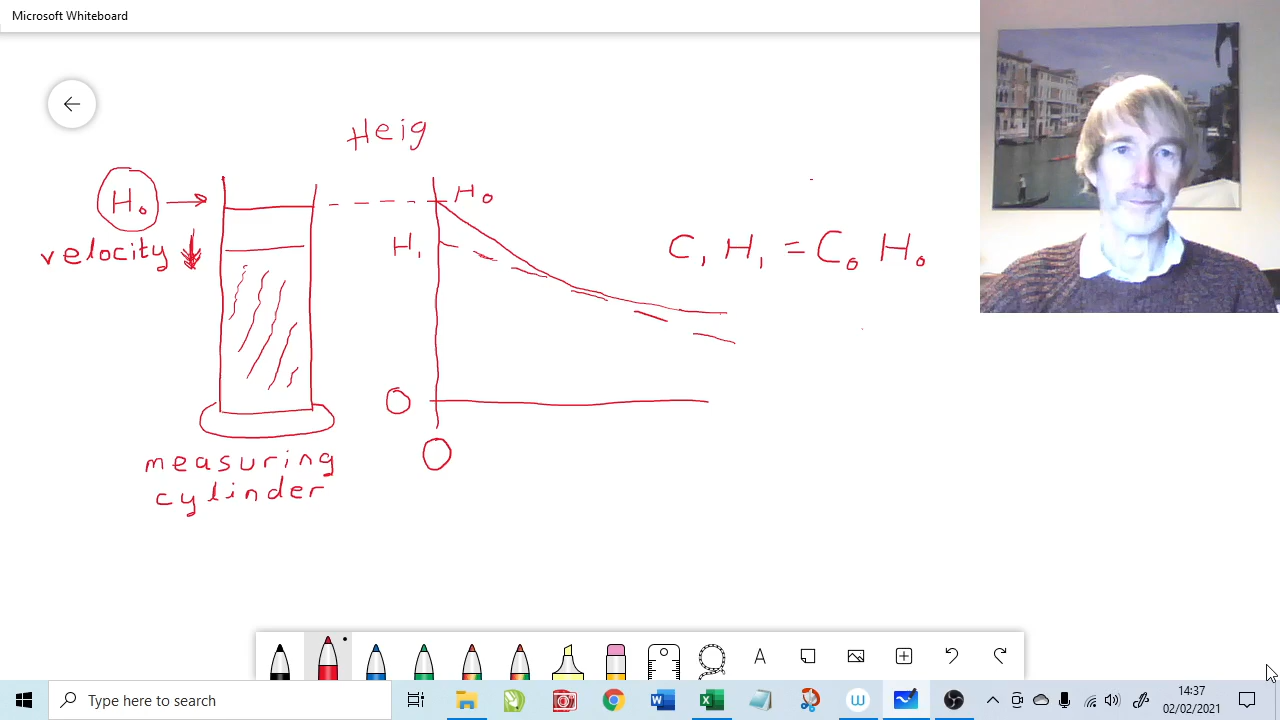 Microsoft Whiteboard
Heig
H₀
H₀
velocity
H₁
C₁ H₁ = C₀ H₀
0
0
measuring
cylinder
A
W
X
W
Type here to search
14:37
02/02/2021